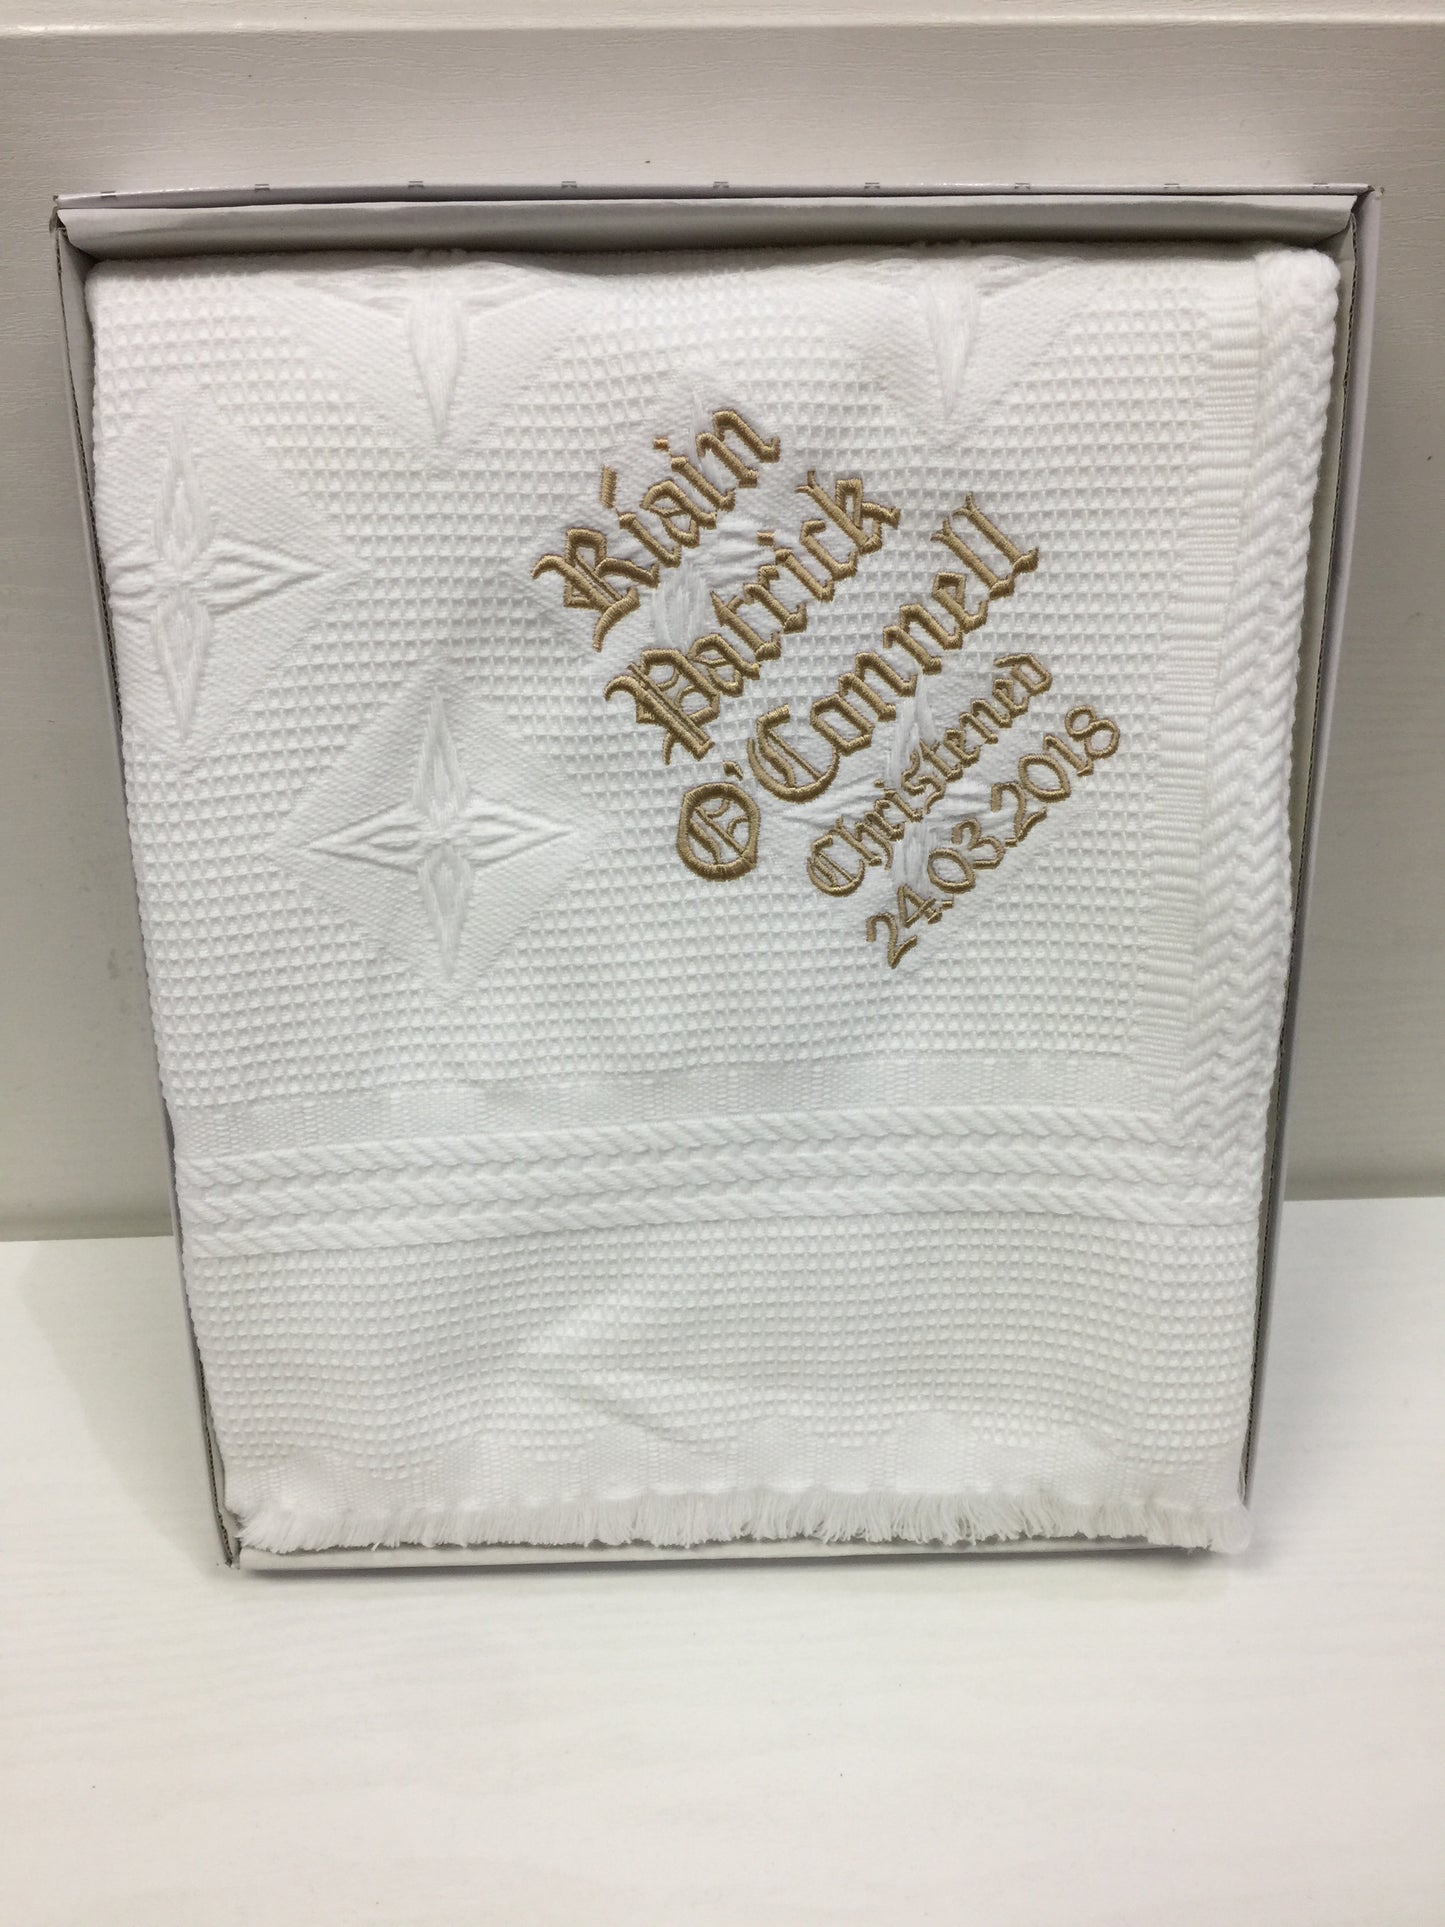 Riain
Patrick
O'Connell
Christened
24.03.2018